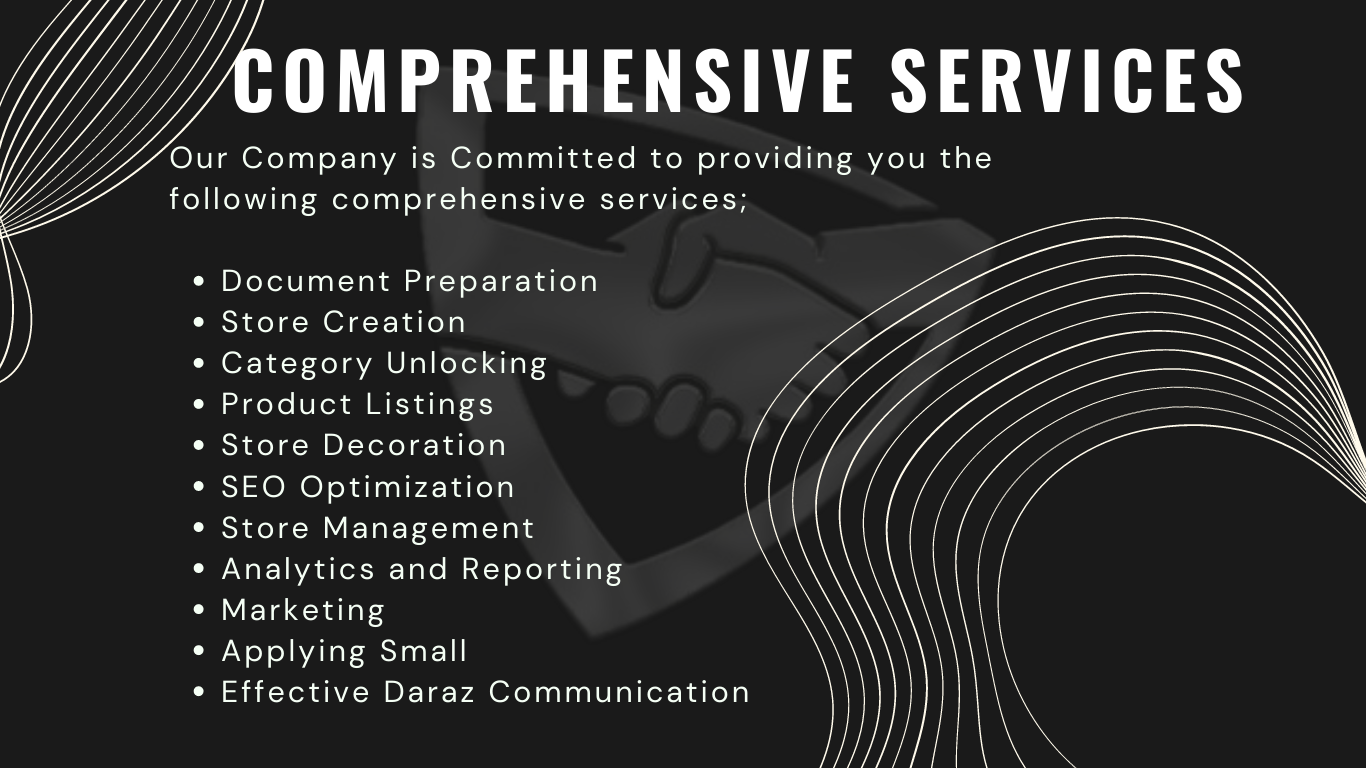 COMPREHENSIVE SERVICES
Our Company is Committed to providing you the
following comprehensive services;
• Document Preparation
• Store Creation
• Category Unlocking
• Product Listings
• Store Decoration
• SEO Optimization
• Store Management
• Analytics and Reporting
• Marketing
• Applying Small
• Effective Daraz Communication